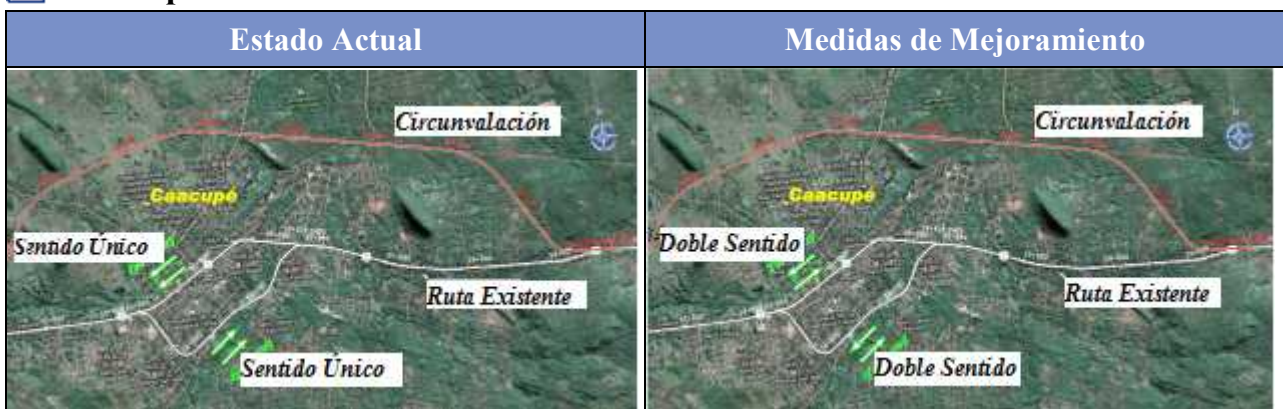 Estado Actual
Medidas de Mejoramiento
Circunvalación
Caacupé
Sentido Único
Ruta Existente
Sentido Único
Circunvalación
Caacupé
Doble Sentido
Ruta Existente
Doble Sentido